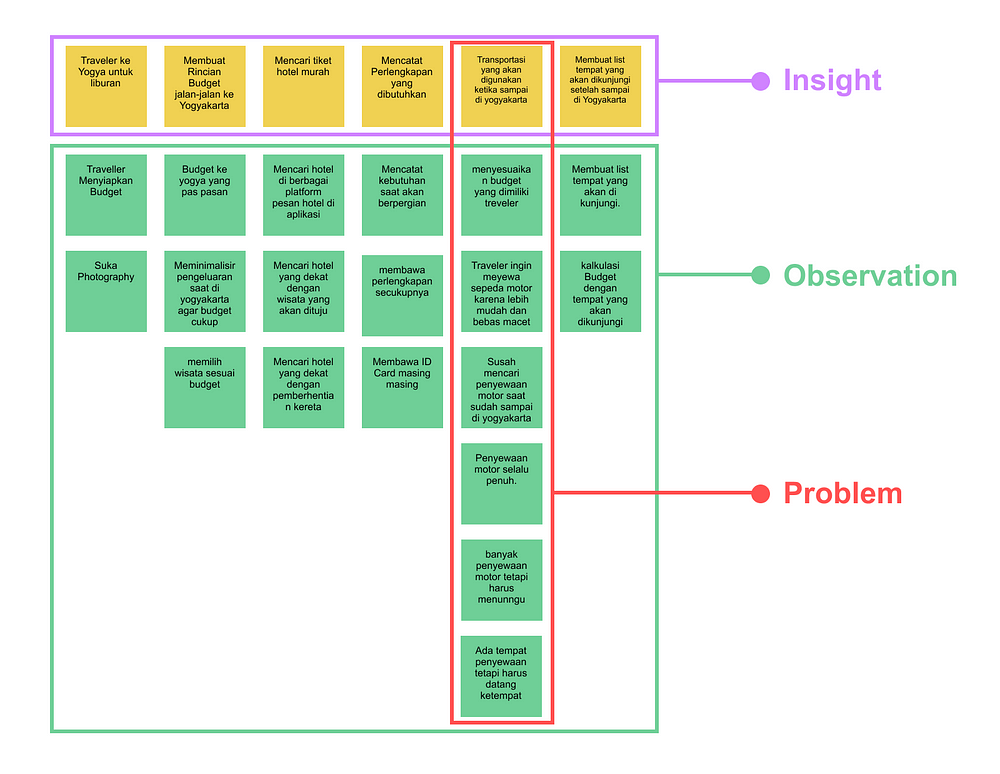 Traveler ke
Yogya untuk
liburan
Membuat
Rincian
Budget
jalan-jalan ke
Yogyakarta
Mencari tiket
hotel murah
Mencatat
Perlengkapan
yang
dibutuhkan
Transportasi
yang akan
digunakan
ketika sampai
di yogyakarta
Membuat list
tempat yang
akan dikunjungi
setelah sampai
di Yogyakarta
Insight
Traveller
Menyiapkan
Budget
Budget ke
yogya yang
pas pasan
Mencari hotel
di berbagai
platform
pesan hotel di
aplikasi
Mencatat
kebutuhan
saat akan
berpergian
menyesuaika
n budget
yang dimiliki
treveler
Membuat list
tempat yang
akan di
kunjungi.
Suka
Photography
Meminimalisir
pengeluaran
saat di
yogyakarta
agar budget
cukup
Mencari hotel
yang dekat
dengan
wisata yang
akan dituju
membawa
perlengkapan
secukupnya
Traveler ingin
meyewa
sepeda motor
karena lebih
mudah dan
bebas macet
kalkulasi
Budget
dengan
tempat yang
akan
dikunjungi
Observation
memilih
wisata sesuai
budget
Mencari hotel
yang dekat
dengan
pemberhentia
n kereta
Membawa ID
Card masing
masing
Susah
mencari
penyewaan
motor saat
sudah sampai
di yogyakarta
Penyewaan
motor selalu
penuh.
Problem
banyak
penyewaan
motor tetapi
harus
menunngu
Ada tempat
penyewaan
tetapi harus
datang
ketempat